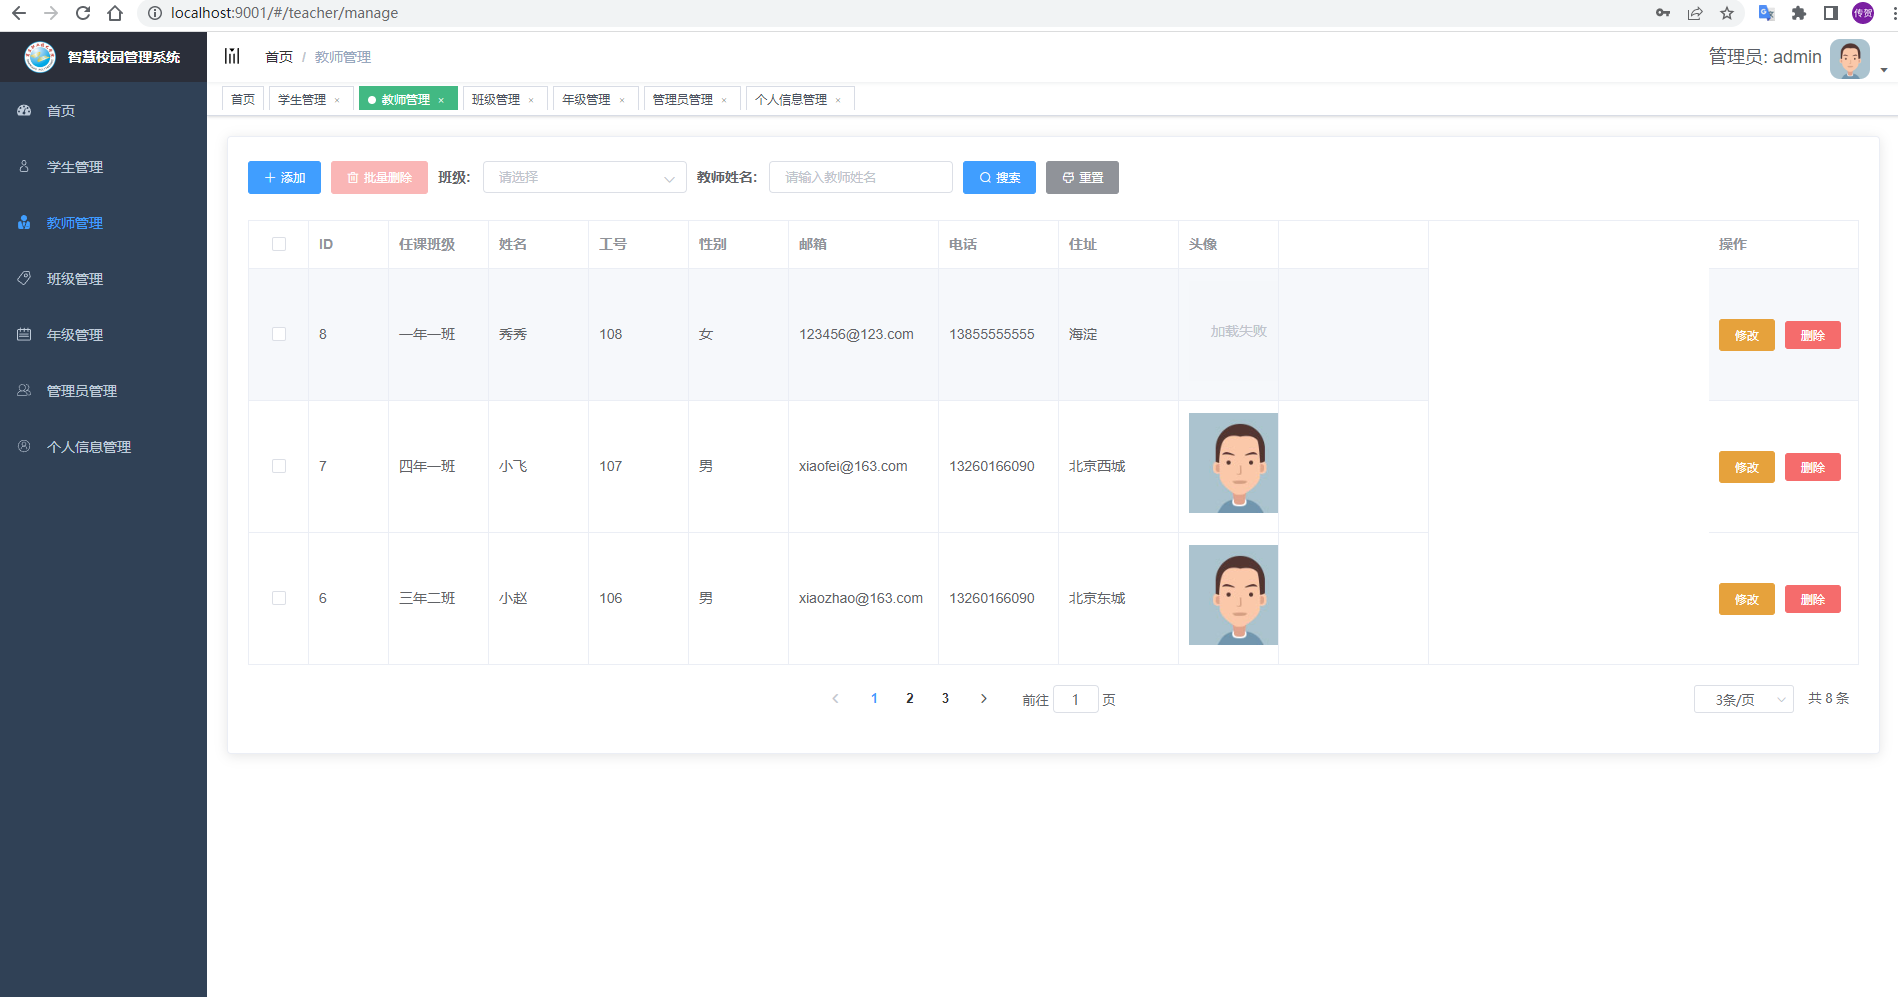 localhost:9001/#/teacher/manage
传贺
智慧校园管理系统
首页 / 教师管理
管理员: admin
首页
学生管理 ×
教师管理 ×
班级管理 ×
年级管理 ×
管理员管理 ×
个人信息管理 ×
首页
学生管理
教师管理
班级管理
年级管理
管理员管理
个人信息管理
添加 批量删除 班级: 请选择 教师姓名: 请输入教师姓名 搜索 重置
ID 任课班级 姓名 工号 性别 邮箱 电话 住址 头像 操作
8 一年一班 秀秀 108 女 123456@123.com 13855555555 海淀 加载失败 修改 删除
7 四年一班 小飞 107 男 xiaofei@163.com 13260166090 北京西城 修改 删除
6 三年二班 小赵 106 男 xiaozhao@163.com 13260166090 北京东城 修改 删除
1 2 3 前往 1 页 3条/页 共 8 条